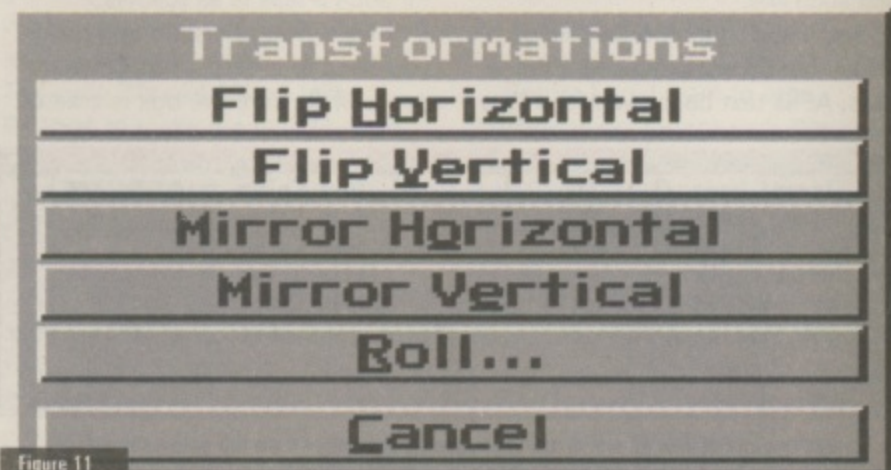 Transformations
Flip Horizontal
Flip Vertical
Mirror Horizontal
Mirror Vertical
Roll...
Cancel
Figure 11